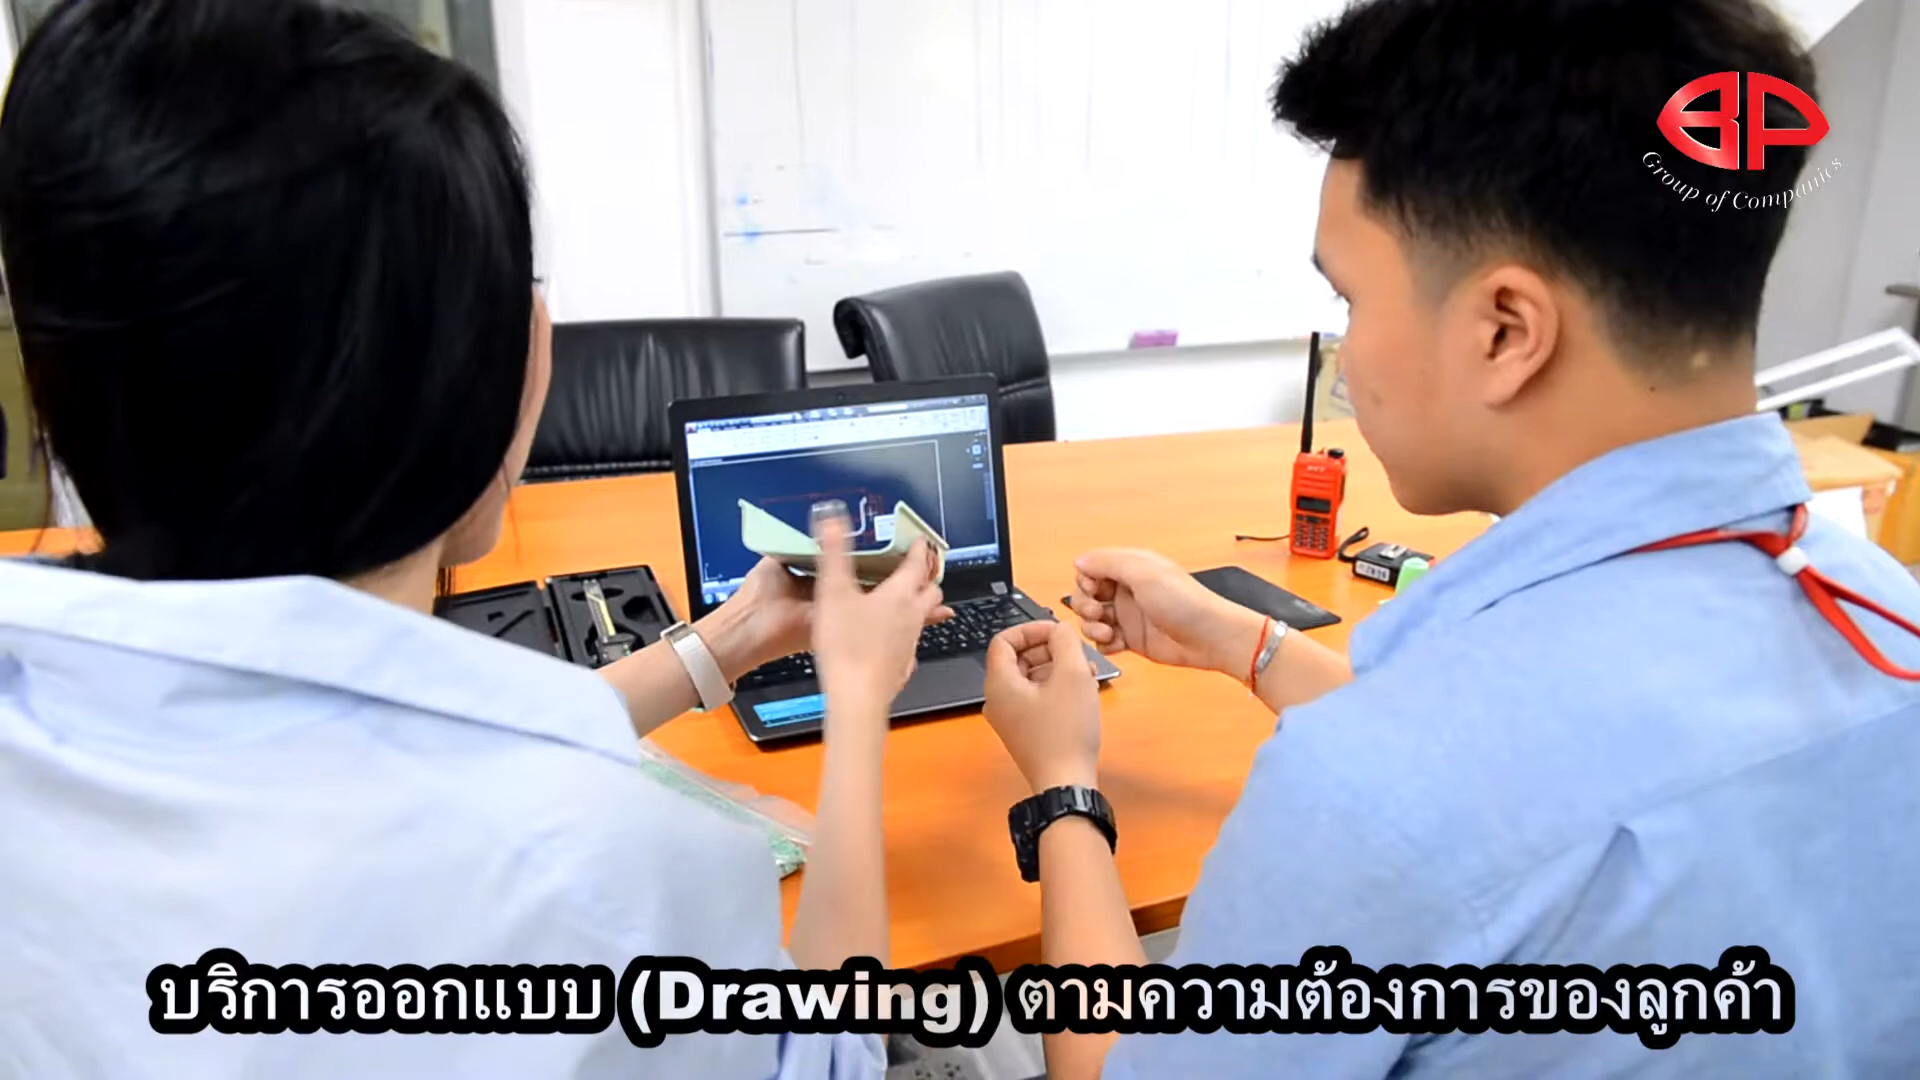 BP
Group of Companies
บริการออกแบบ (Drawing) ตามความต้องการของลูกค้า